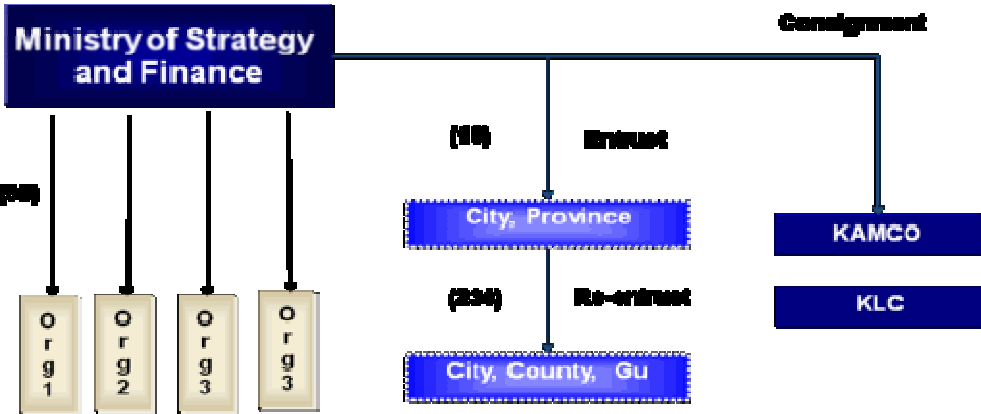 Ministry of Strategy
and Finance
Consignment
Entrust
City, Province
KAMCO
Re-entrust
KLC
City, County, Gu
Org1
Org2
Org3
Org3